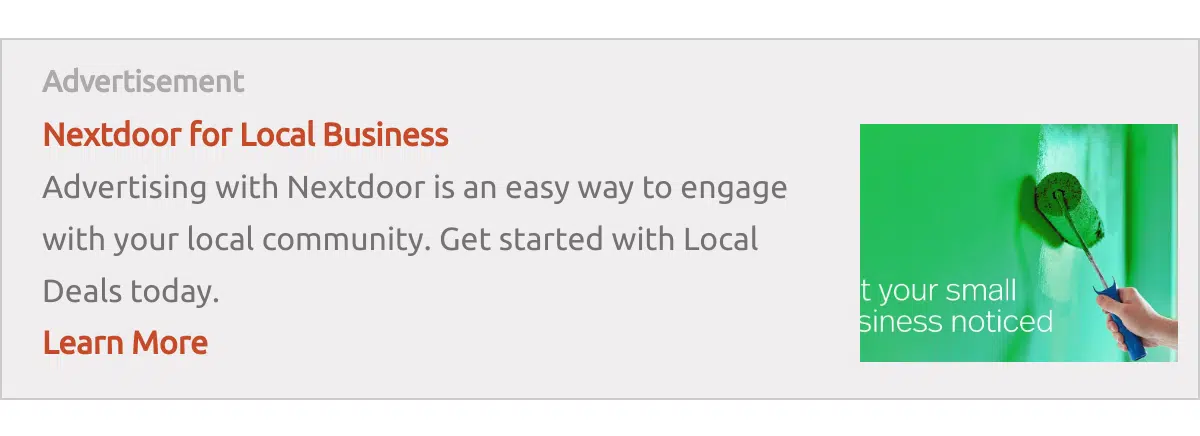 Advertisement
Nextdoor for Local Business
Advertising with Nextdoor is an easy way to engage
with your local community. Get started with Local
Deals today.
Learn More
t your small
siness noticed